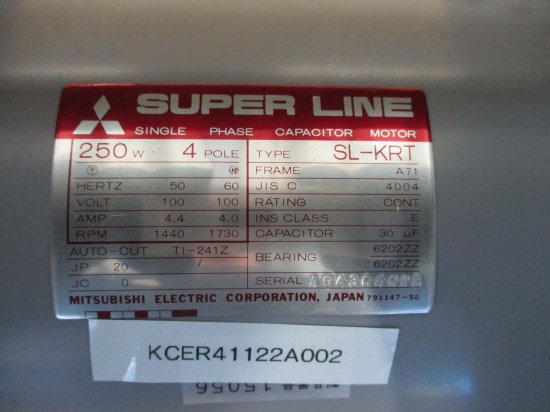 SUPER LINE
SINGLE PHASE CAPACITOR MOTOR
250 W 4 POLE TYPE SL-KRT
FRAME A71
HERTZ 50 60 JIS C 4004
VOLT 100 100 RATING CONT
AMP 4.4 4.0 INS CLASS E
RPM 1440 1730 CAPACITOR 30 µF
AUTO-CUT TI-241Z BEARING 6202ZZ
JP 20 6202ZZ
JC 0 SERIAL
MITSUBISHI ELECTRIC CORPORATION, JAPAN 791147-50
KCER41122A002
15056